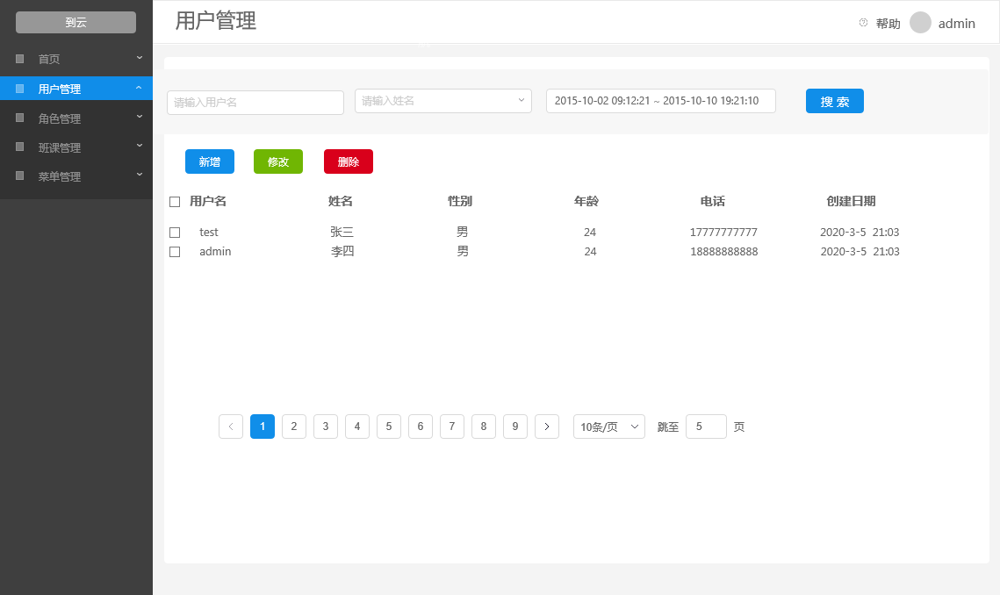 到云
首页
用户管理
角色管理
班课管理
菜单管理
用户管理
帮助 admin
请输入用户名 请输入姓名 2015-10-02 09:12:21 ~ 2015-10-10 19:21:10 搜 索
新增 修改 删除
用户名 姓名 性别 年龄 电话 创建日期
test 张三 男 24 17777777777 2020-3-5 21:03
admin 李四 男 24 18888888888 2020-3-5 21:03
1 2 3 4 5 6 7 8 9 10条/页 跳至 5 页